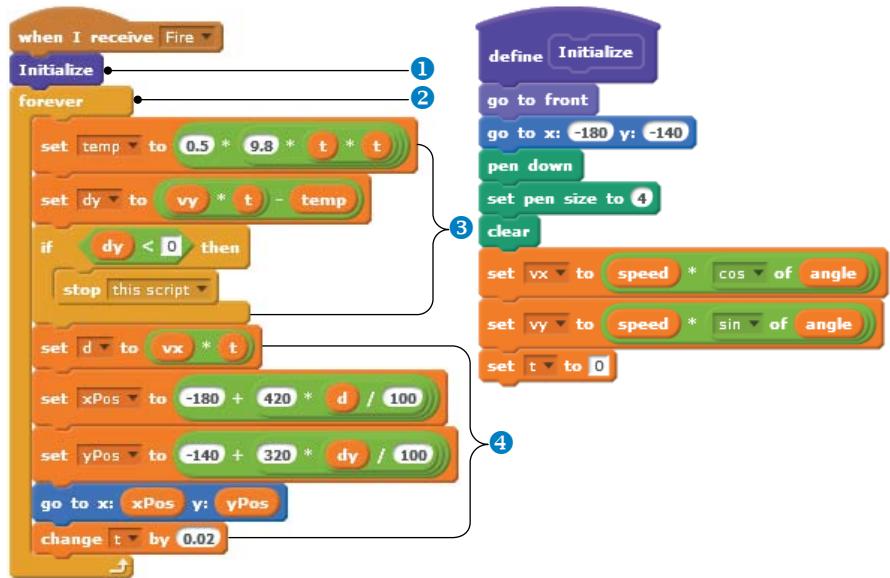 when I receive Fire
Initialize
1
forever
2
set temp to 0.5 * 9.8 * t * t
set dy to vy * t - temp
if dy < 0 then
stop this script
3
set d to vx * t
set xPos to -180 + 420 * d / 100
set yPos to -140 + 320 * dy / 100
go to x: xPos y: yPos
change t by 0.02
4
define Initialize
go to front
go to x: -180 y: -140
pen down
set pen size to 4
clear
set vx to speed * cos of angle
set vy to speed * sin of angle
set t to 0